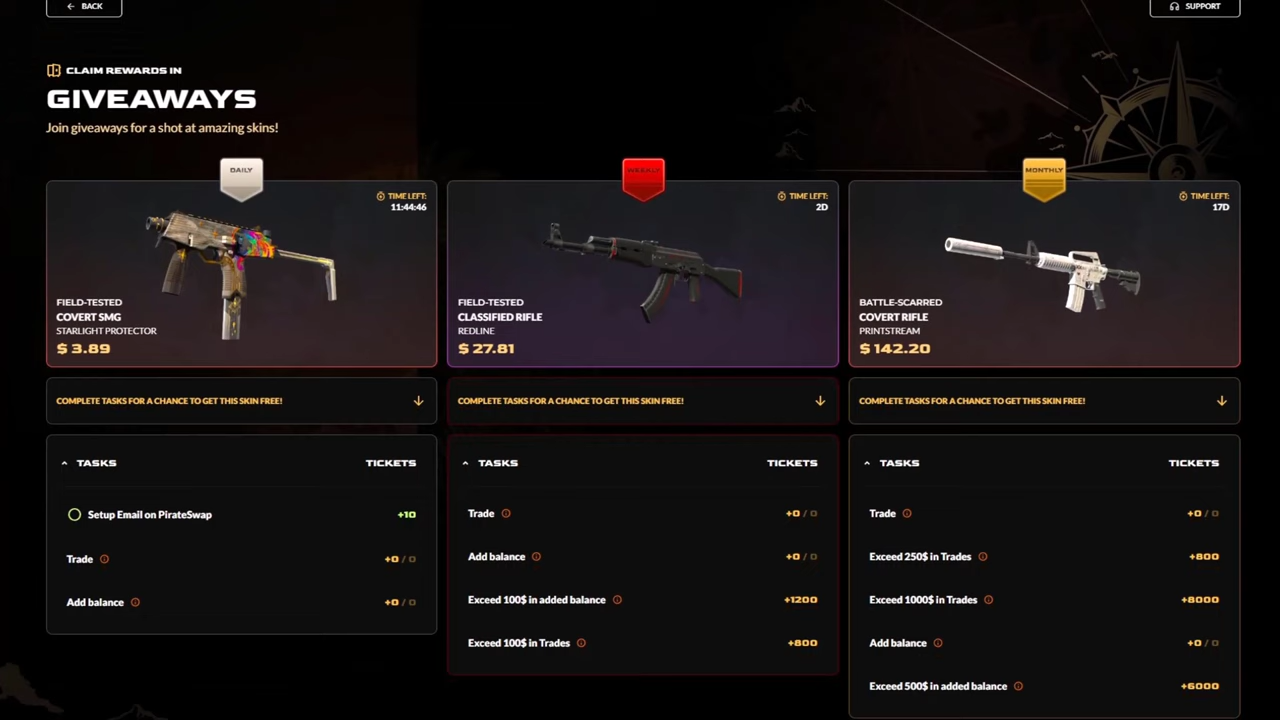 BACK
SUPPORT
CLAIM REWARDS IN
GIVEAWAYS
Join giveaways for a shot at amazing skins!
DAILY
TIME LEFT:
11:44:46
FIELD-TESTED
COVERT SMG
STARLIGHT PROTECTOR
$ 3.89
COMPLETE TASKS FOR A CHANCE TO GET THIS SKIN FREE!
TASKS
TICKETS
Setup Email on PirateSwap
+10
Trade
+0 / 0
Add balance
+0 / 0
WEEKLY
TIME LEFT:
2D
FIELD-TESTED
CLASSIFIED RIFLE
REDLINE
$ 27.81
COMPLETE TASKS FOR A CHANCE TO GET THIS SKIN FREE!
TASKS
TICKETS
Trade
+0 / 0
Add balance
+0 / 0
Exceed 100$ in added balance
+1200
Exceed 100$ in Trades
+800
MONTHLY
TIME LEFT:
17D
BATTLE-SCARRED
COVERT RIFLE
PRINTSTREAM
$ 142.20
COMPLETE TASKS FOR A CHANCE TO GET THIS SKIN FREE!
TASKS
TICKETS
Trade
+0 / 0
Exceed 250$ in Trades
+800
Exceed 1000$ in Trades
+8000
Add balance
+0 / 0
Exceed 500$ in added balance
+6000